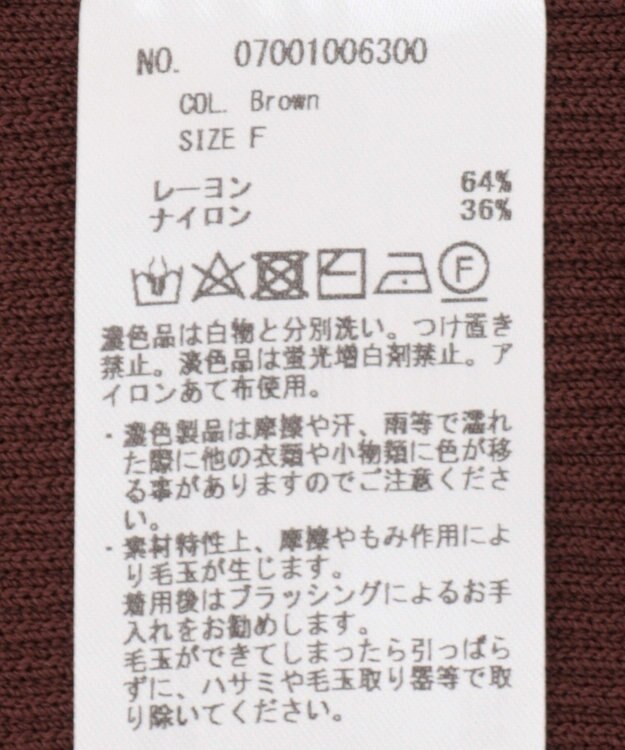 NO. 07001006300
COL. Brown
SIZE F
レーヨン 64%
ナイロン 36%
F
濃色品は白物と分別洗い。つけ置き
禁止。濃色品は蛍光増白剤禁止。ア
イロンあて布使用。
・濃色製品は摩擦や汗、雨等で濡れ
た際に他の衣類や小物類に色が移
る事がありますのでご注意くださ
い。
・素材特性上、摩擦やもみ作用によ
り毛玉が生じます。
着用後はブラッシングによるお手
入れをお勧めします。
毛玉ができてしまったら引っぱら
ずに、ハサミや毛玉取り器等で取
り除いてください。